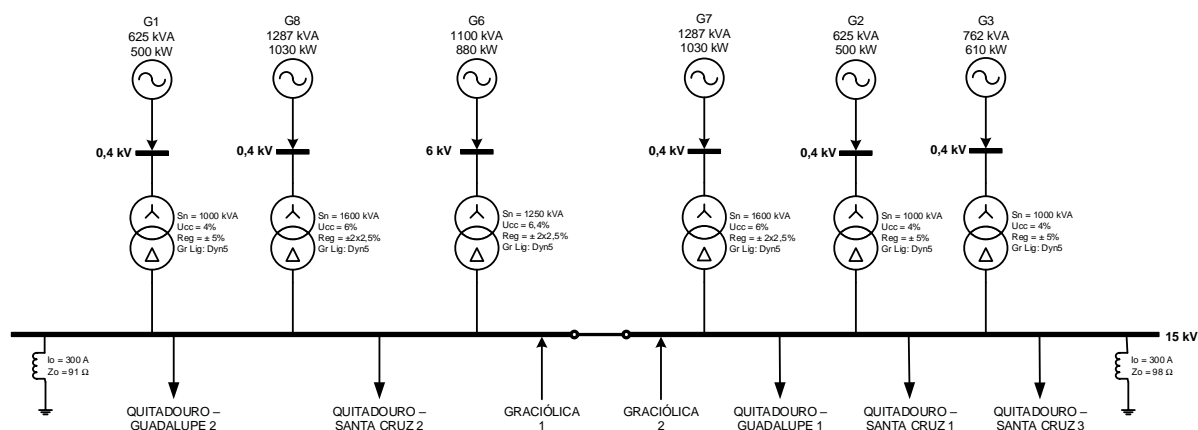 G1
625 kVA
500 kW
G8
1287 kVA
1030 kW
G6
1100 kVA
880 kW
G7
1287 kVA
1030 kW
G2
625 kVA
500 kW
G3
762 kVA
610 kW
0,4 kV
0,4 kV
6 kV
0,4 kV
0,4 kV
0,4 kV
Sn = 1000 kVA
Ucc = 4%
Reg = ± 5%
Gr Lig: Dyn5
Sn = 1600 kVA
Ucc = 6%
Reg = ±2x2,5%
Gr Lig: Dyn5
Sn = 1250 kVA
Ucc = 6,4%
Reg = ± 2x2,5%
Gr Lig: Dyn5
Sn = 1600 kVA
Ucc = 6%
Reg = ± 2x2,5%
Gr Lig: Dyn5
Sn = 1000 kVA
Ucc = 4%
Reg = ± 5%
Gr Lig: Dyn5
Sn = 1000 kVA
Ucc = 4%
Reg = ± 5%
Gr Lig: Dyn5
15 kV
Io = 300 A
Zo = 91 Ω
Io = 300 A
Zo = 98 Ω
QUITADOURO –
GUADALUPE 2
QUITADOURO –
SANTA CRUZ 2
GRACIÓLICA
1
GRACIÓLICA
2
QUITADOURO –
GUADALUPE 1
QUITADOURO –
SANTA CRUZ 1
QUITADOURO –
SANTA CRUZ 3